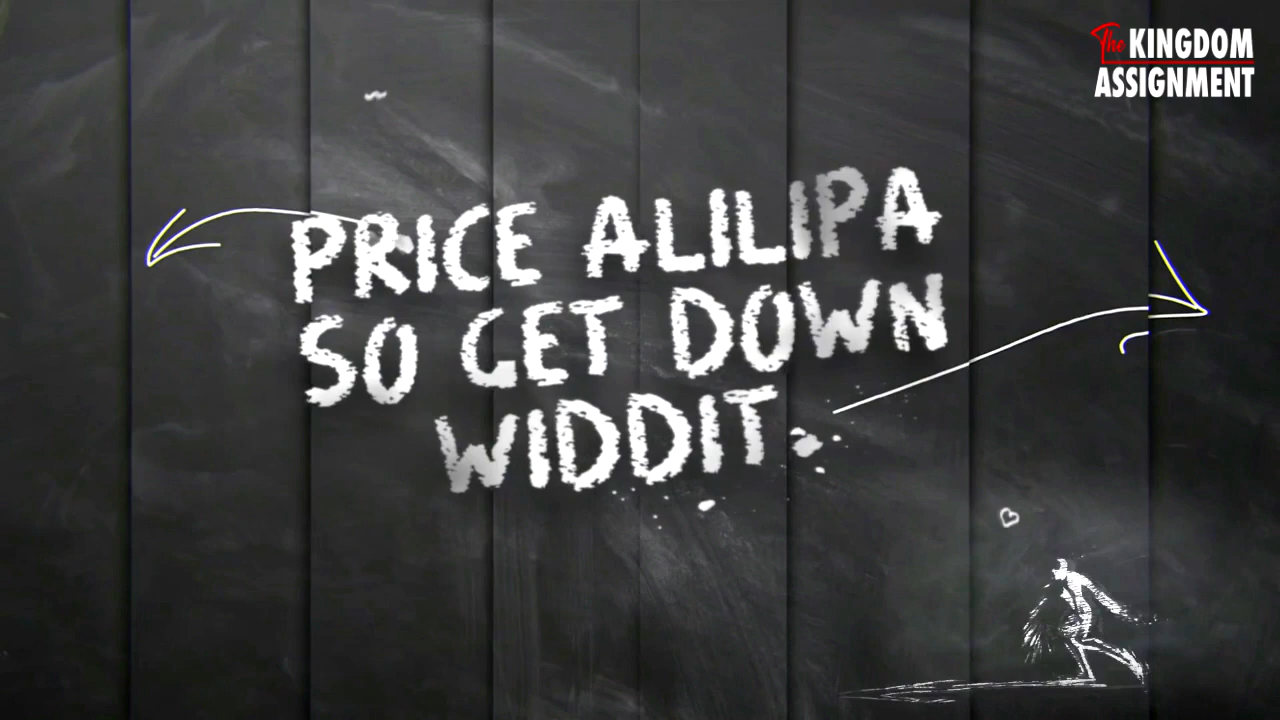 The KINGDOM
ASSIGNMENT
PRICE ALILIPA
SO GET DOWN
WIDDIT